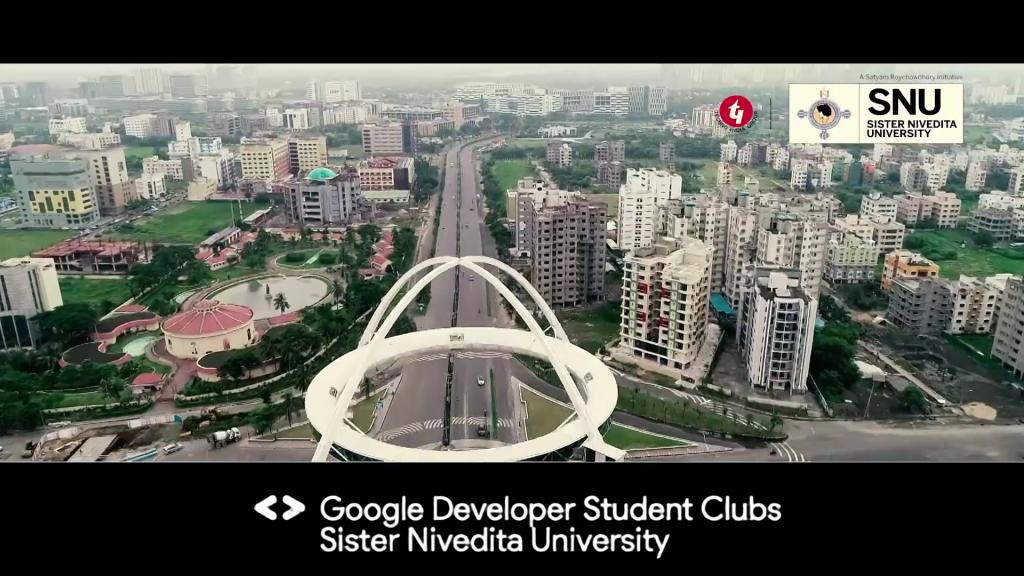 A Satyam Roychowdhury Initiative
SNU
SISTER NIVEDITA
UNIVERSITY
<> Google Developer Student Clubs
Sister Nivedita University